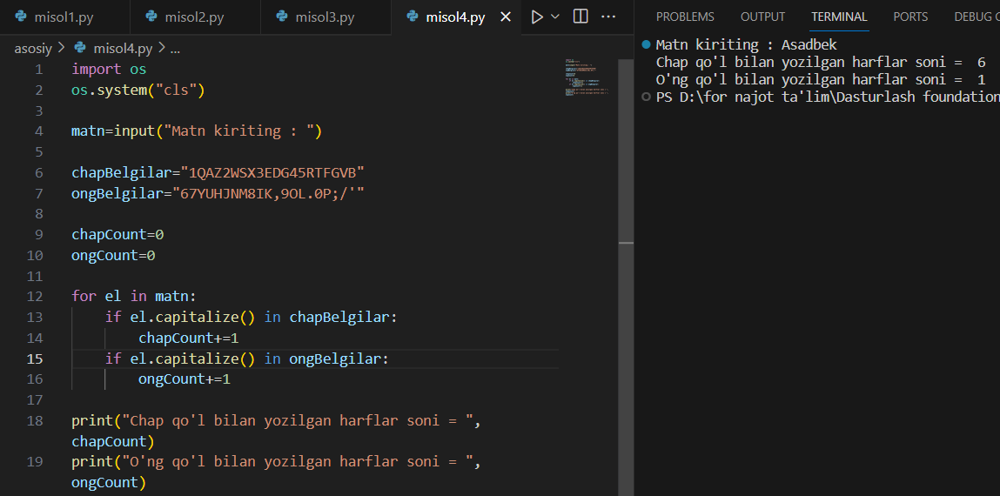 misol1.py misol2.py misol3.py misol4.py
asosiy > misol4.py > ...
1 import os
2 os.system("cls")
3
4 matn=input("Matn kiriting : ")
5
6 chapBelgilar="1QAZ2WSX3EDG45RTFGVB"
7 ongBelgilar="67YUHJNM8IK,9OL.0P;/'"
8
9 chapCount=0
10 ongCount=0
11
12 for el in matn:
13 if el.capitalize() in chapBelgilar:
14 chapCount+=1
15 if el.capitalize() in ongBelgilar:
16 ongCount+=1
17
18 print("Chap qo'l bilan yozilgan harflar soni = ",
chapCount)
19 print("O'ng qo'l bilan yozilgan harflar soni = ",
ongCount)
PROBLEMS OUTPUT TERMINAL PORTS DEBUG C
Matn kiriting : Asadbek
Chap qo'l bilan yozilgan harflar soni =  6
O'ng qo'l bilan yozilgan harflar soni =  1
PS D:\for najot ta'lim\Dasturlash foundation